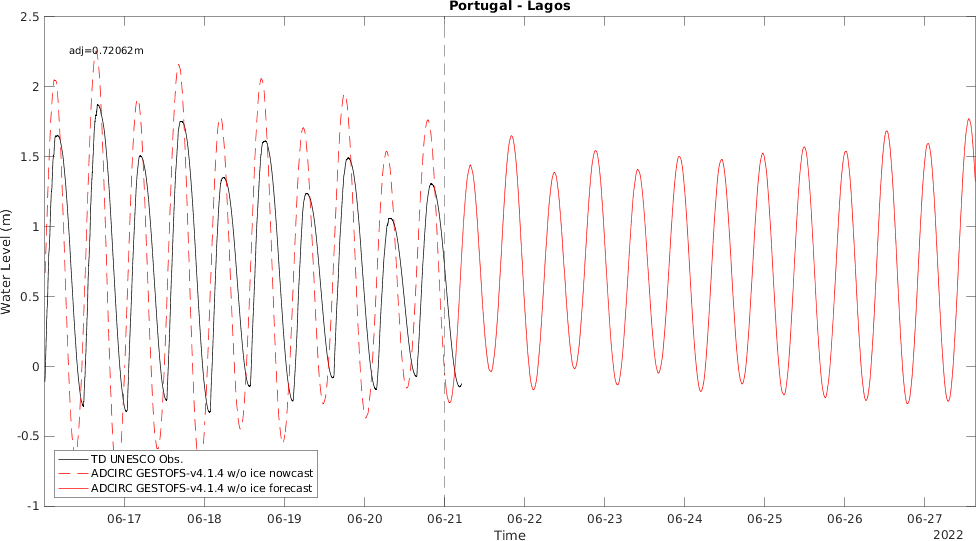 Portugal - Lagos
2.5
adj=0.72062m
2
1.5
1
0.5
0
-0.5
-1
Water Level (m)
TD UNESCO Obs.
ADCIRC GESTOFS-v4.1.4 w/o ice nowcast
ADCIRC GESTOFS-v4.1.4 w/o ice forecast
06-17 06-18 06-19 06-20 06-21 06-22 06-23 06-24 06-25 06-26 06-27
Time
2022